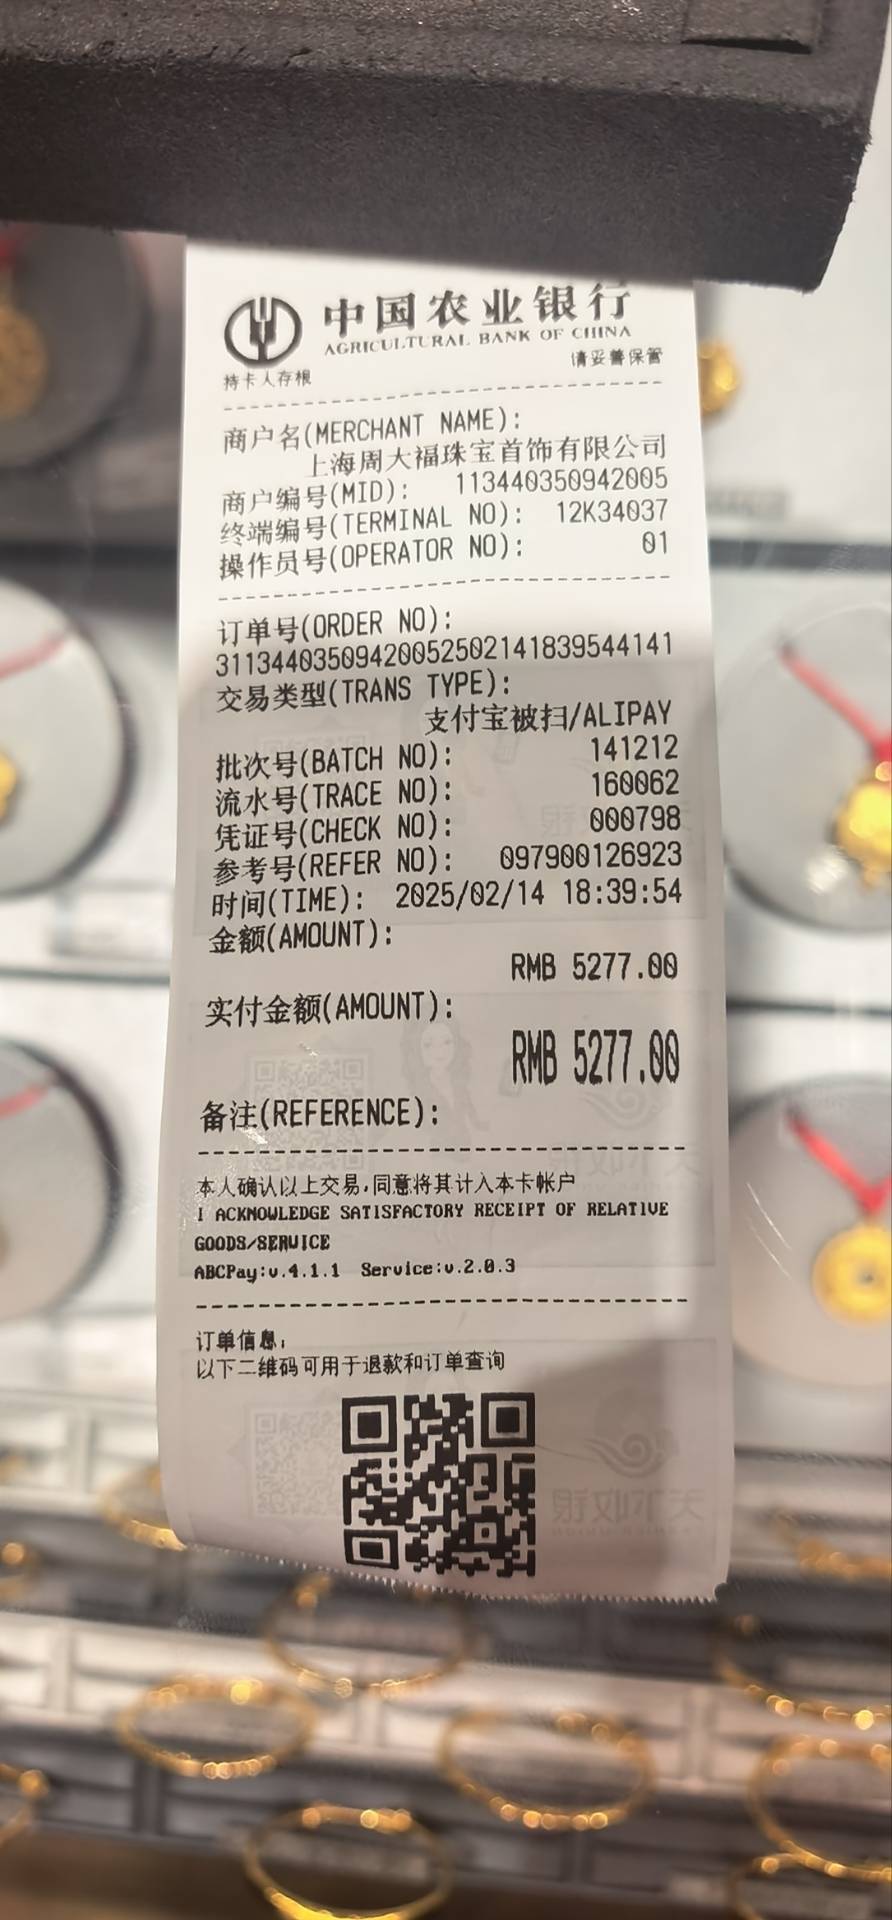 中国农业银行
AGRICULTURAL BANK OF CHINA
持卡人存根
请妥善保管
商户名(MERCHANT NAME):
上海周大福珠宝首饰有限公司
商户编号(MID): 113440350942005
终端编号(TERMINAL NO): 12K34037
操作员号(OPERATOR NO): 01
订单号(ORDER NO):
31134403509420052502141839544141
交易类型(TRANS TYPE):
支付宝被扫/ALIPAY
批次号(BATCH NO): 141212
流水号(TRACE NO): 160062
凭证号(CHECK NO): 000798
参考号(REFER NO): 097900126923
时间(TIME): 2025/02/14 18:39:54
金额(AMOUNT):
RMB 5277.00
实付金额(AMOUNT):
RMB 5277.00
备注(REFERENCE):
本人确认以上交易,同意将其计入本卡帐户
I ACKNOWLEDGE SATISFACTORY RECEIPT OF RELATIVE
GOODS/SERVICE
ABCPay:v.4.1.1 Service:v.2.0.3
订单信息:
以下二维码可用于退款和订单查询